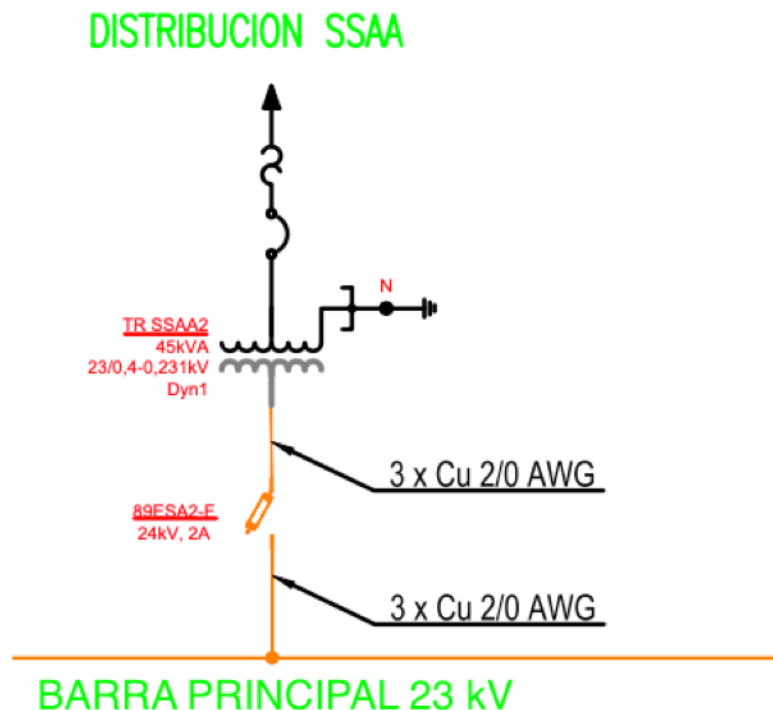 DISTRIBUCION SSAA
N
TR SSAA2
45kVA
23/0,4-0,231kV
Dyn1
3 x Cu 2/0 AWG
89ESA2-F
24kV, 2A
3 x Cu 2/0 AWG
BARRA PRINCIPAL 23 kV